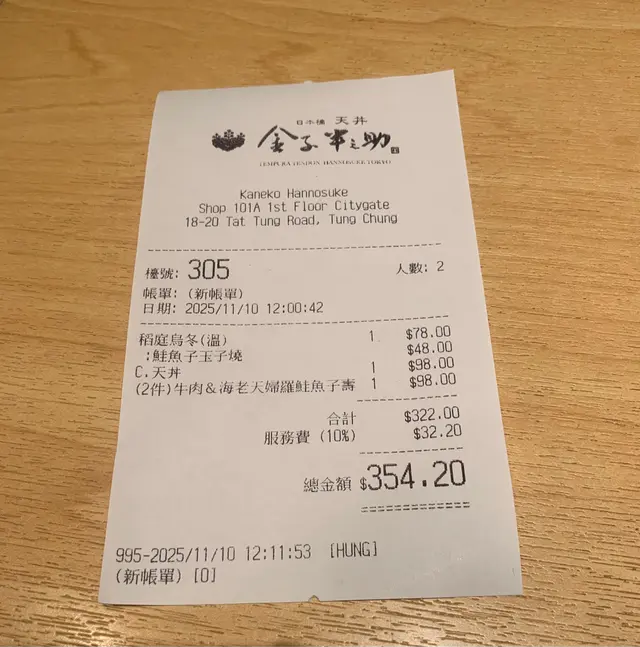 日本橋 天丼
金子半之助
TEMPURA TENDON HANNOSUKE TOKYO
Kaneko Hannosuke
Shop 101A 1st Floor Citygate
18-20 Tat Tung Road, Tung Chung
檯號: 305 人數: 2
帳單: (新帳單)
日期: 2025/11/10 12:00:42
稻庭烏冬(溫) 1 $78.00
:鮭魚子玉子燒 $48.00
C.天丼 1 $98.00
(2件)牛肉&海老天婦羅鮭魚子壽 1 $98.00
合計 $322.00
服務費 (10%) $32.20
總金額 $354.20
995-2025/11/10 12:11:53 [HUNG]
(新帳單) [0]